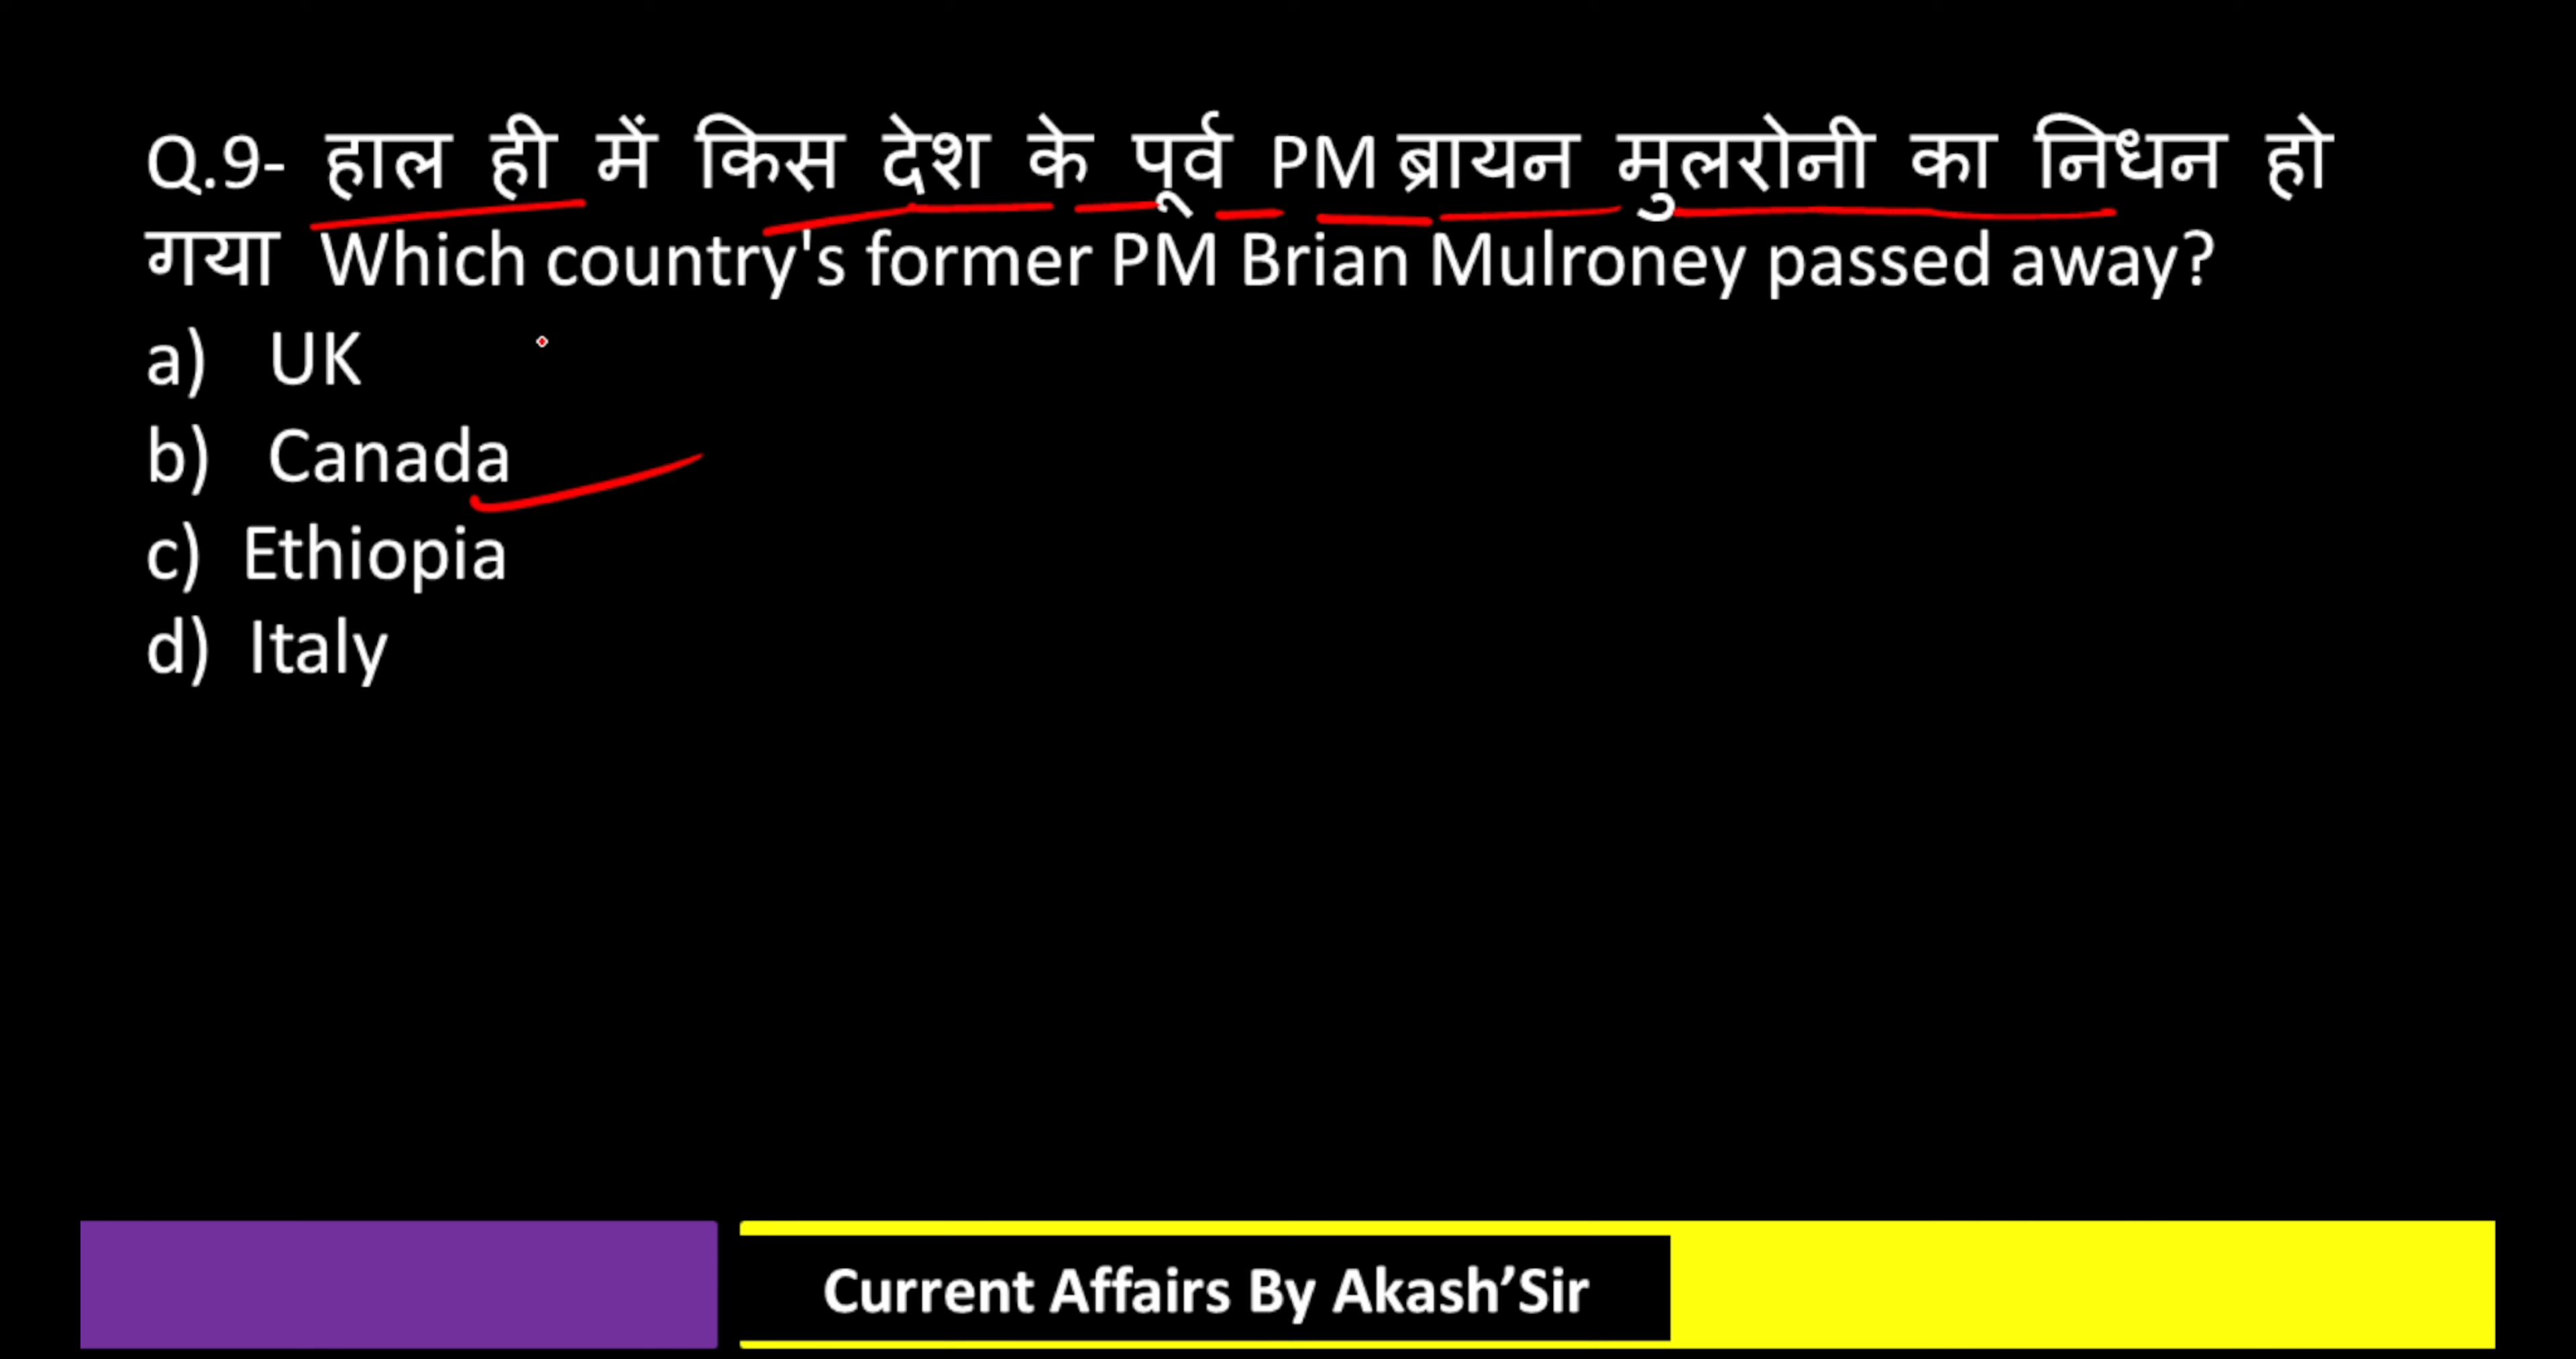 Q.9- हाल ही में किस देश के पूर्व PM ब्रायन मुलरोनी का निधन हो
गया Which country's former PM Brian Mulroney passed away?
a) UK
b) Canada
c) Ethiopia
d) Italy
Current Affairs By Akash’Sir